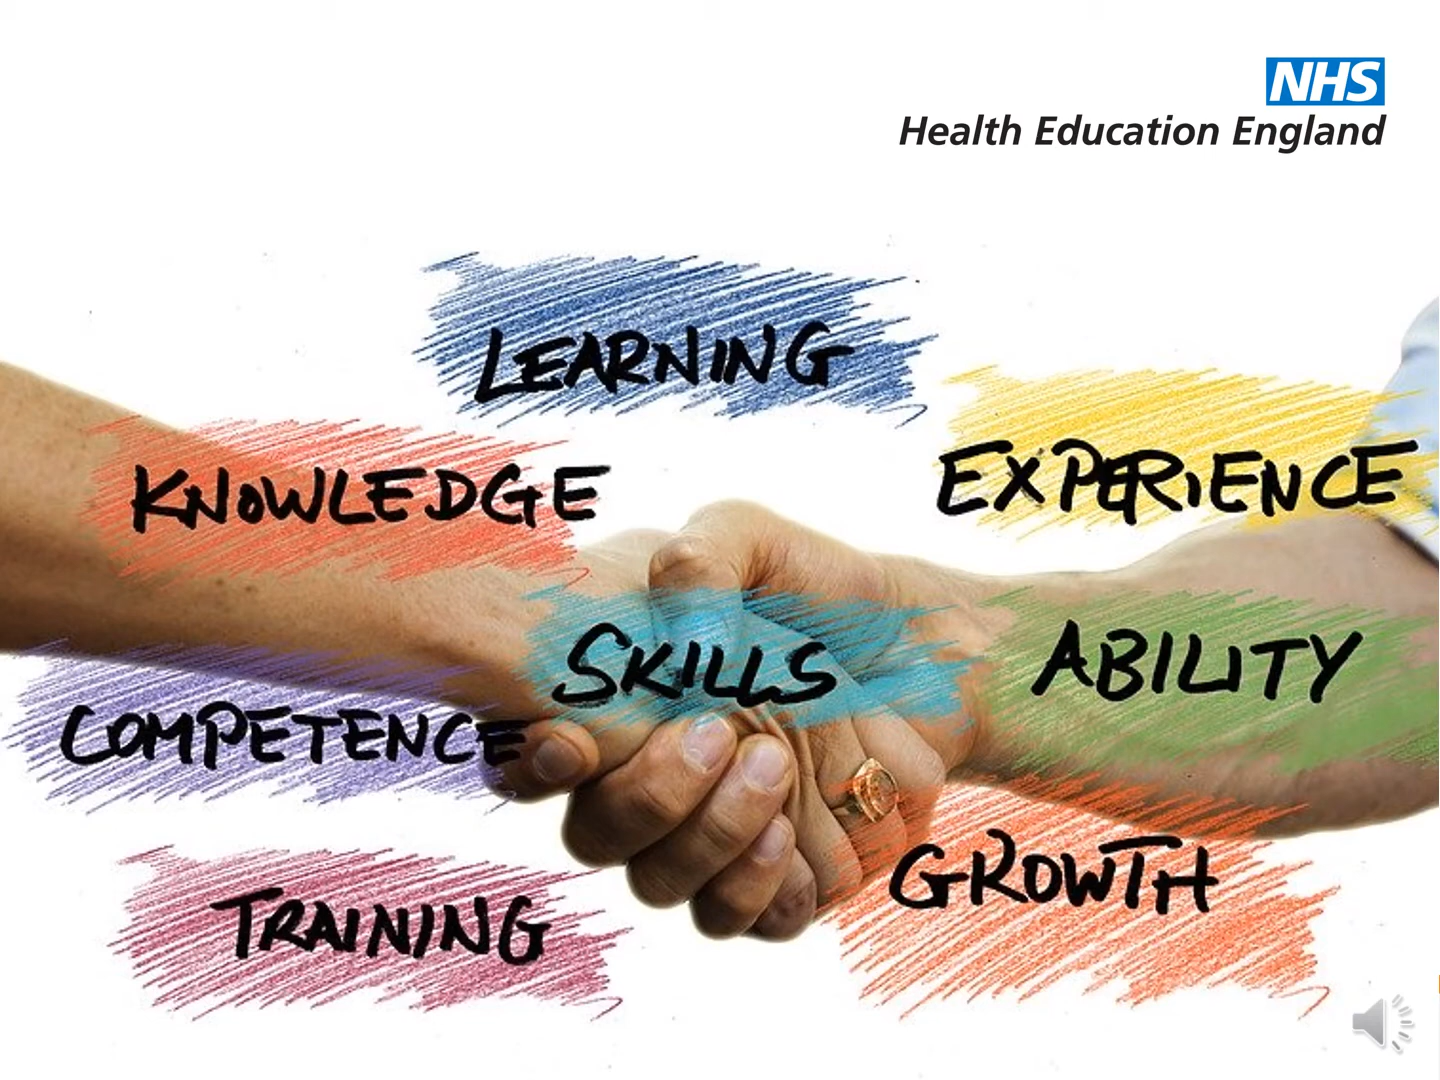 NHS
Health Education England
LEARNING
EXPERIENCE
KNOWLEDGE
SKILLS
ABILITY
COMPETENCE
GROWTH
TRAINING